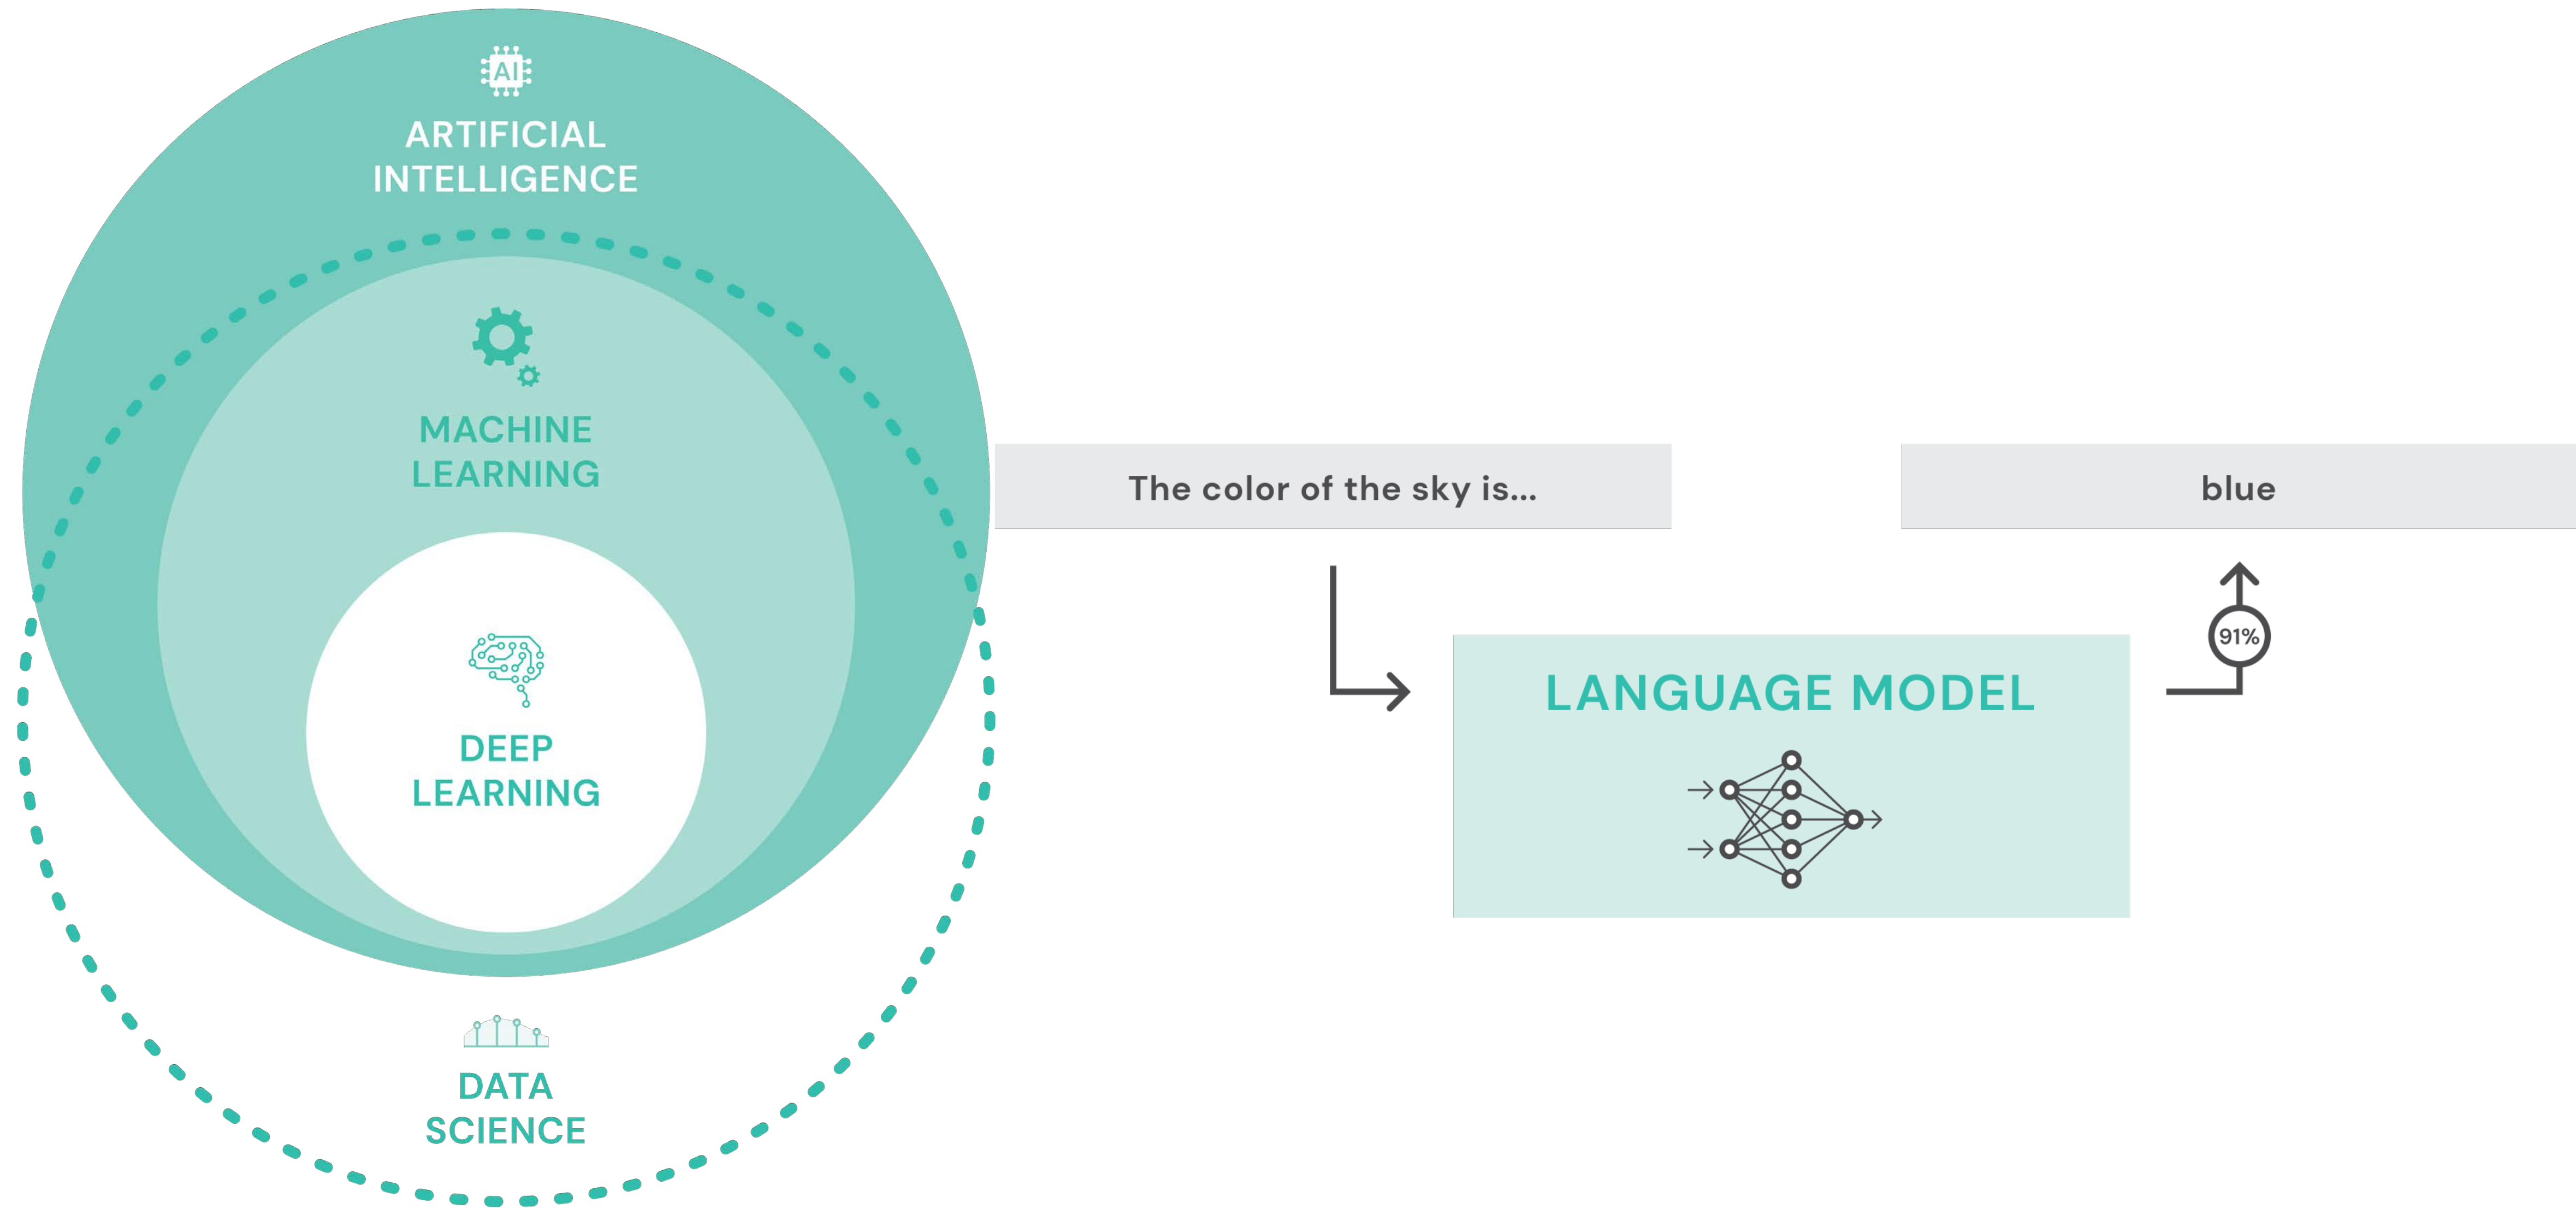 AI
ARTIFICIAL
INTELLIGENCE
MACHINE
LEARNING
DEEP
LEARNING
DATA
SCIENCE
The color of the sky is...
blue
91%
LANGUAGE MODEL